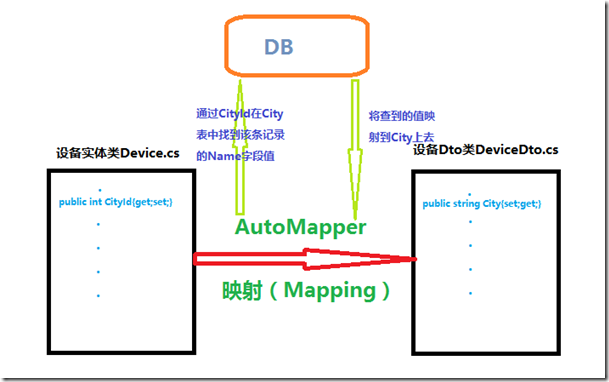 DB
通过CityId在City
表中找到该条记录
的Name字段值
将查到的值映
射到City上去
设备实体类Device.cs
设备Dto类DeviceDto.cs
public int CityId{get;set;}
public string City{set;get;}
AutoMapper
映射（Mapping）